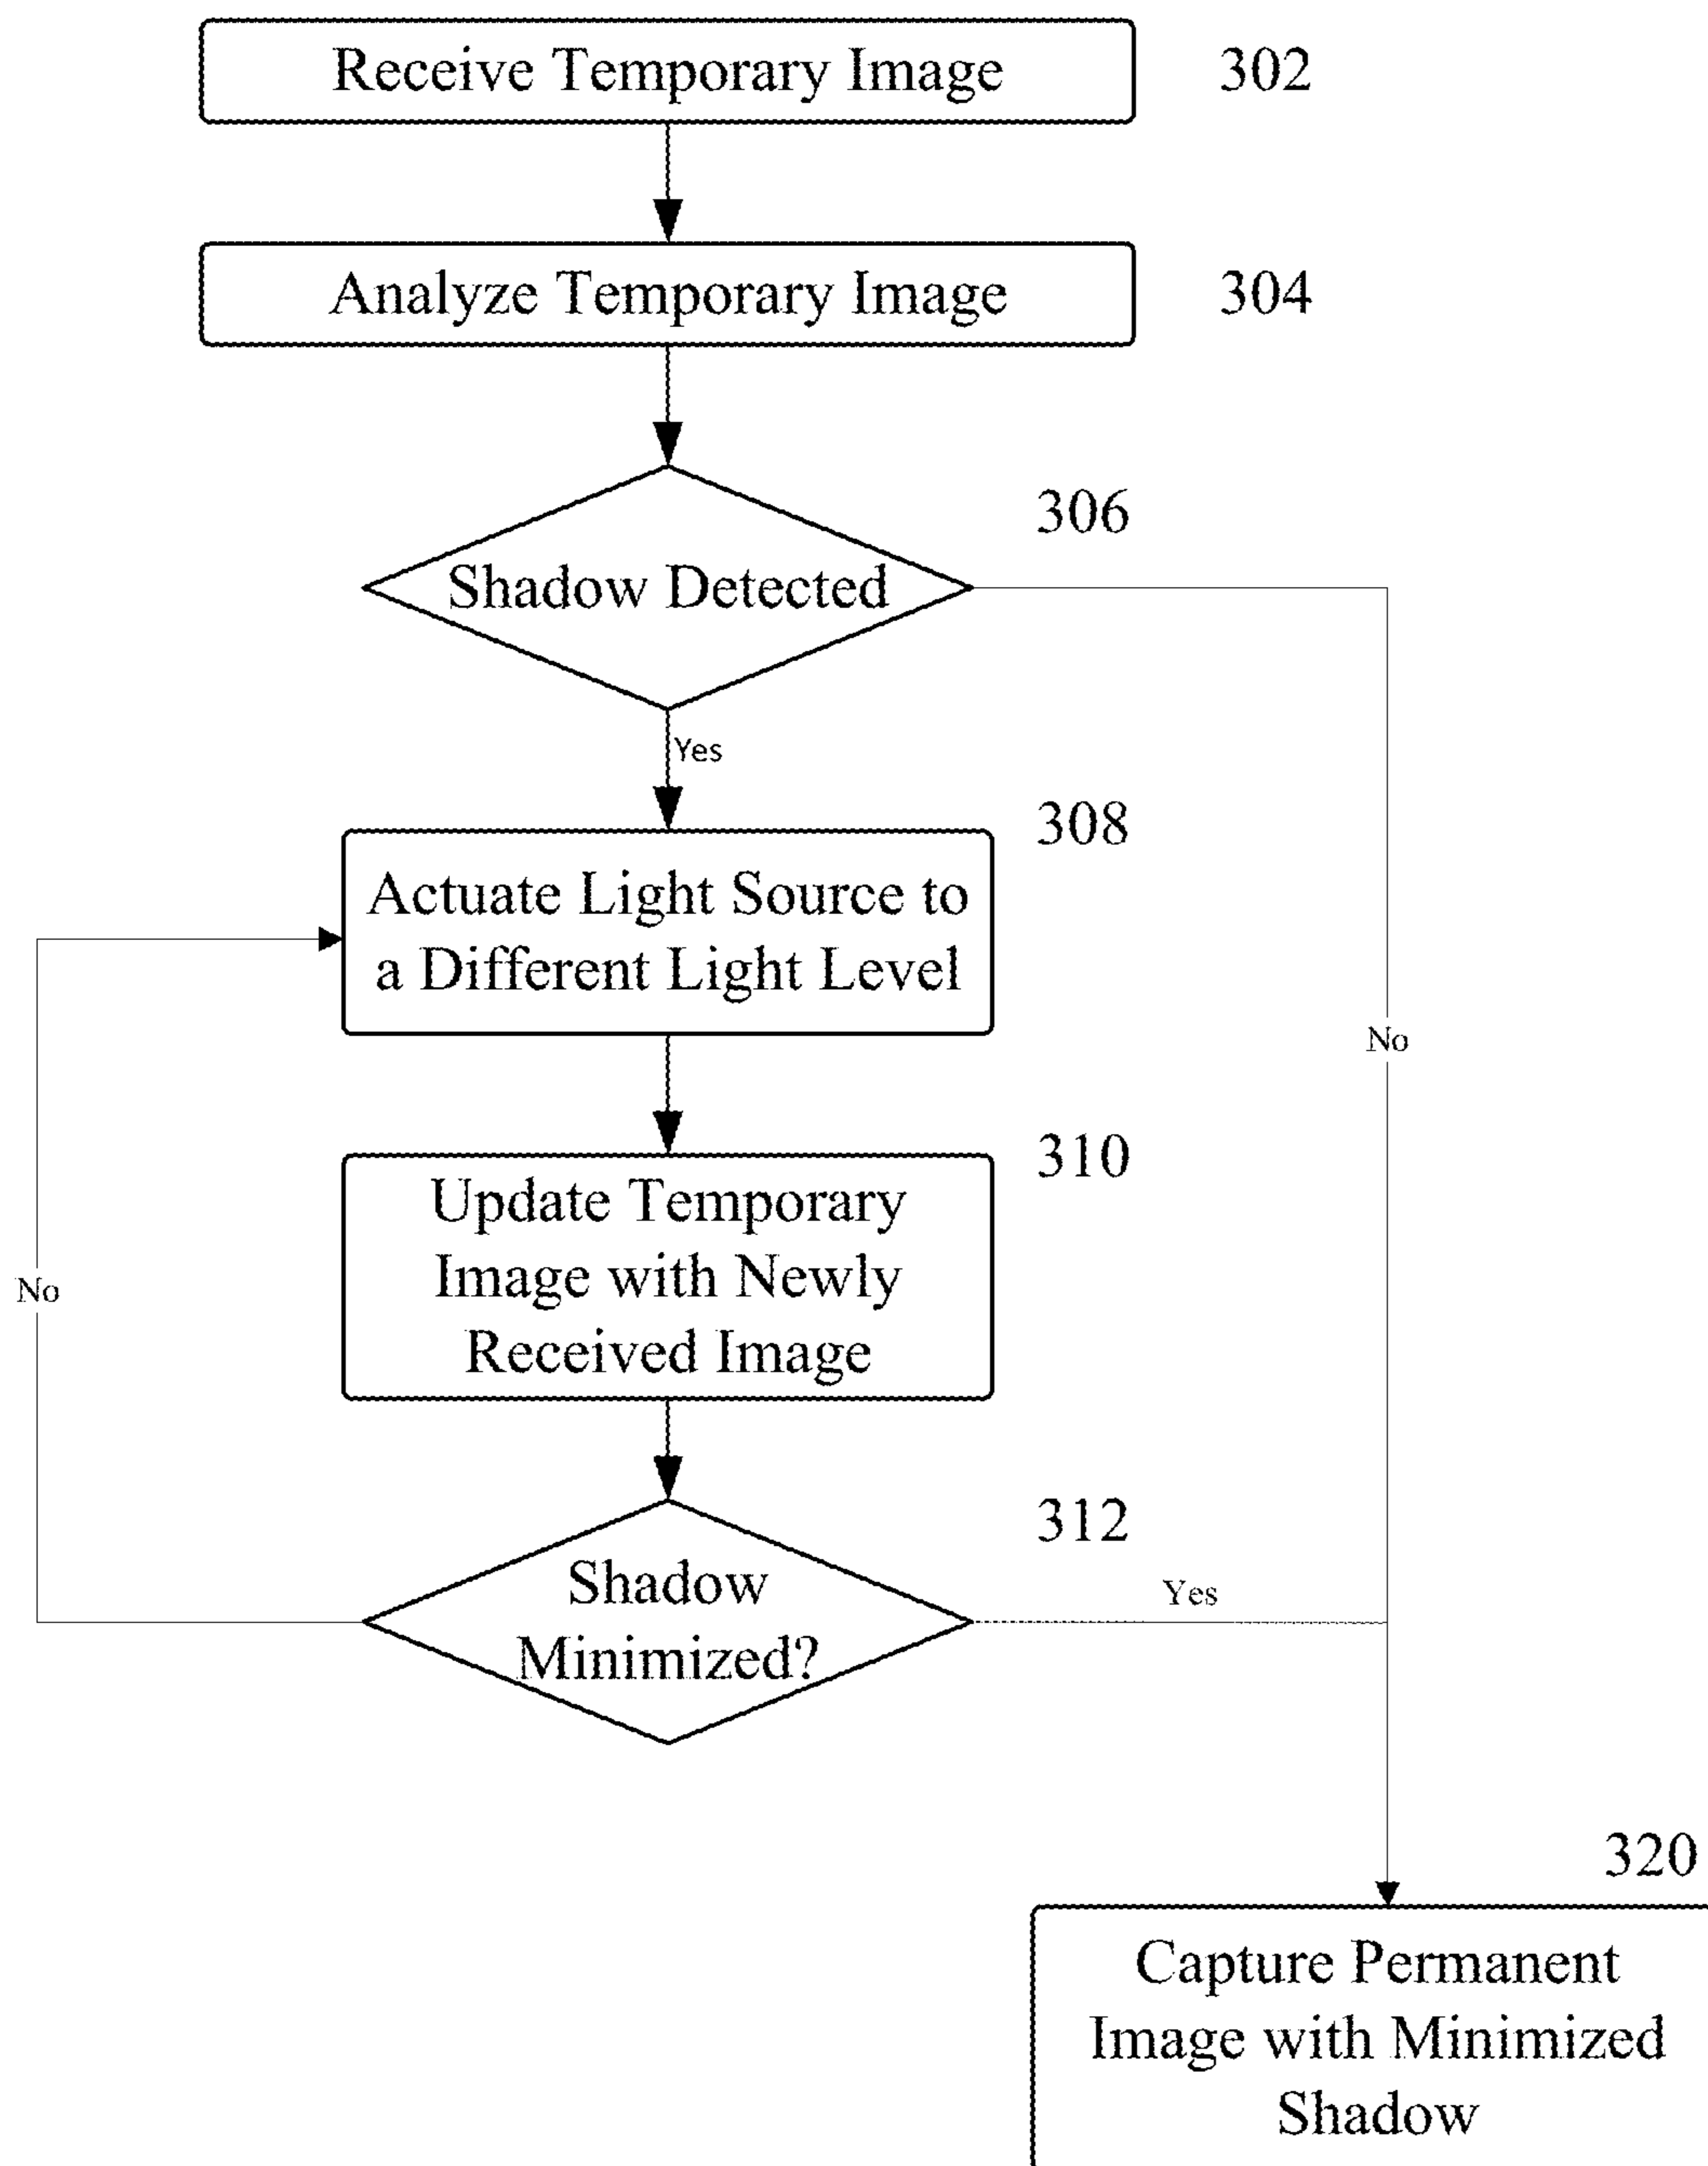 Receive Temporary Image
302
Analyze Temporary Image
304
306
Shadow Detected
Yes
308
Actuate Light Source to
a Different Light Level
No
310
Update Temporary
Image with Newly
Received Image
No
312
Shadow
Minimized?
Yes
320
Capture Permanent
Image with Minimized
Shadow